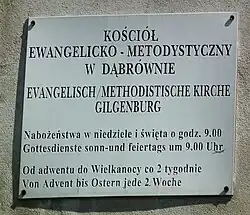 KOŚCIÓŁ
EWANGELICKO - METODYSTYCZNY
W DĄBRÓWNIE
EVANGELISCH / METHODISTISCHE KIRCHE
GILGENBURG
Nabożeństwa w niedziele i święta o godz. 9.00
Gottesdienste sonn-und feiertags um 9.00 Uhr
Od adwentu do Wielkanocy co 2 tygodnie
Von Advent bis Ostern jede 2 Woche